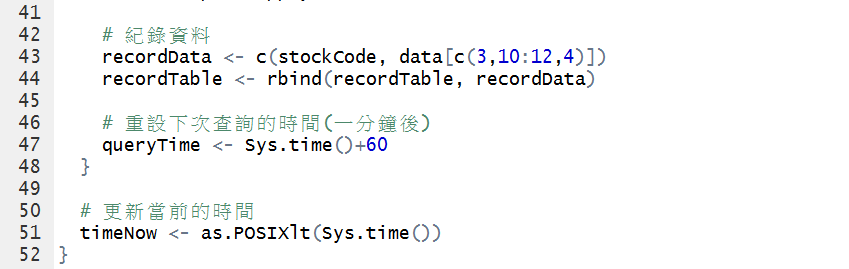 41
42 # 紀錄資料
43 recordData <- c(stockCode, data[c(3,10:12,4)])
44 recordTable <- rbind(recordTable, recordData)
45
46 # 重設下次查詢的時間(一分鐘後)
47 queryTime <- Sys.time()+60
48 }
49
50 # 更新當前的時間
51 timeNow <- as.POSIXlt(Sys.time())
52 }